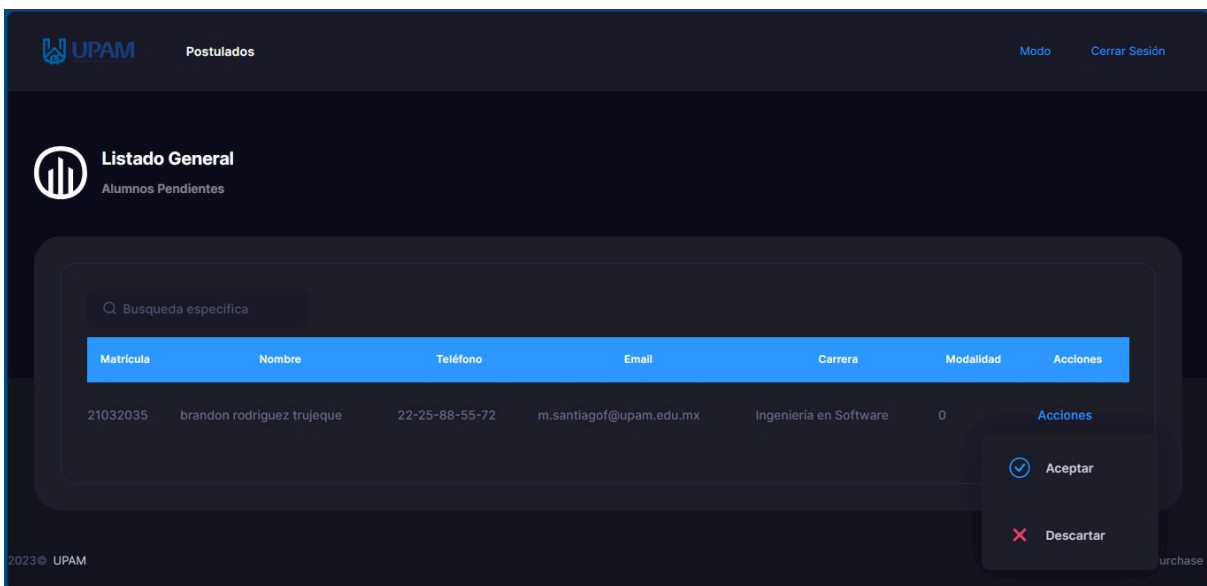 UPAM Postulados Modo Cerrar Sesión
Listado General
Alumnos Pendientes
Busqueda especifica
Matrícula Nombre Teléfono Email Carrera Modalidad Acciones
21032035 brandon rodriguez trujeque 22-25-88-55-72 m.santiagof@upam.edu.mx Ingeniería en Software 0 Acciones
Aceptar
Descartar
2023© UPAM urchase